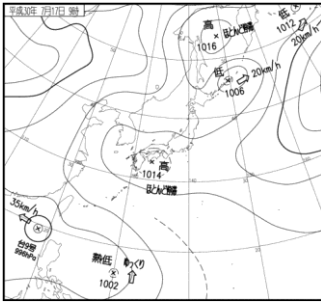 平成30年 7月17日 9時
高
1016
ほとんど停滞
低
1012
20km/h
低
1006
20km/h
高
1014
ほとんど停滞
35km/h
台9号
996hPa
熱低
ゆっくり
1002